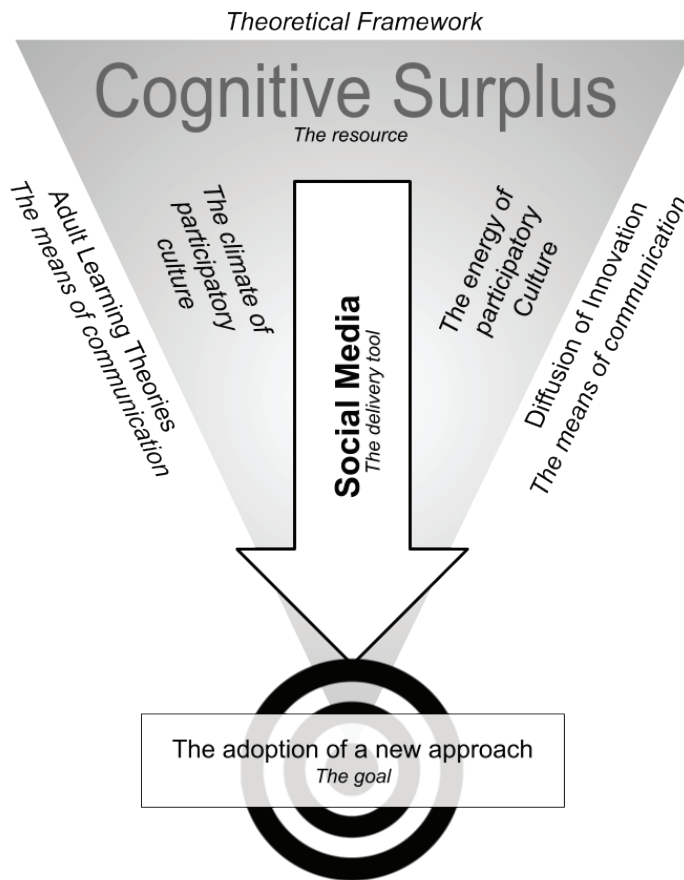 Theoretical Framework
Cognitive Surplus
The resource
Adult Learning Theories
The means of communication
The climate of
participatory
culture
Social Media
The delivery tool
The energy of
participatory
Culture
Diffusion of Innovation
The means of communication
The adoption of a new approach
The goal